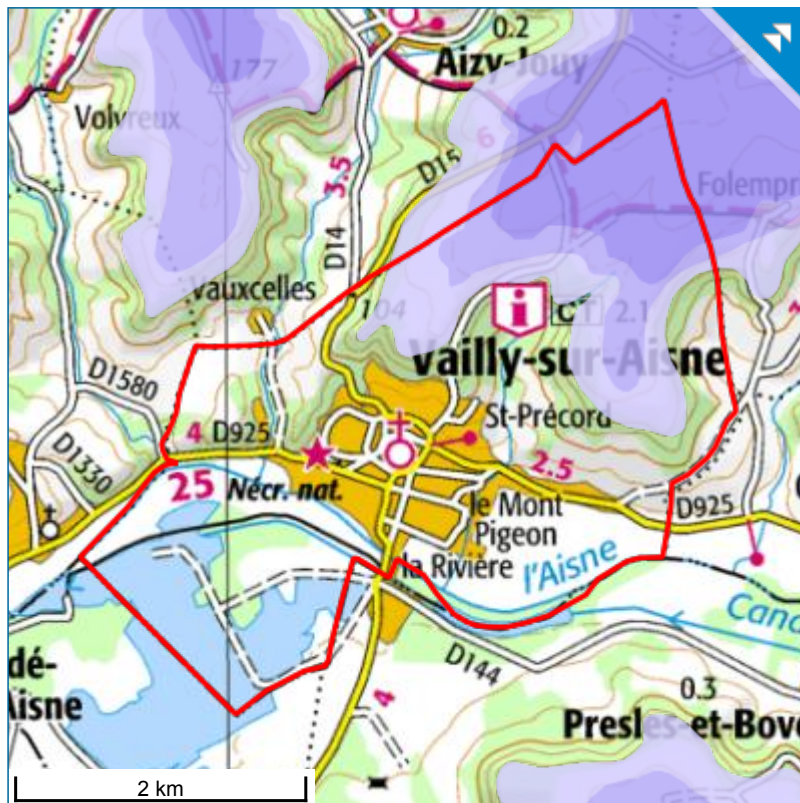 0.2
Aizy-Jouy
177
Volvreux
D15
6
3.5
Folempr
D14
Vauxcelles
104
i
C T
2.1
Vailly-sur-Aisne
D1580
St-Précord
4
D925
D1330
25
Nécr. nat.
2.5
le Mont
Pigeon
D925
la Rivière
l'Aisne
Cana
dé-
Aisne
D144
4
0.3
Presles-et-Bove
2 km